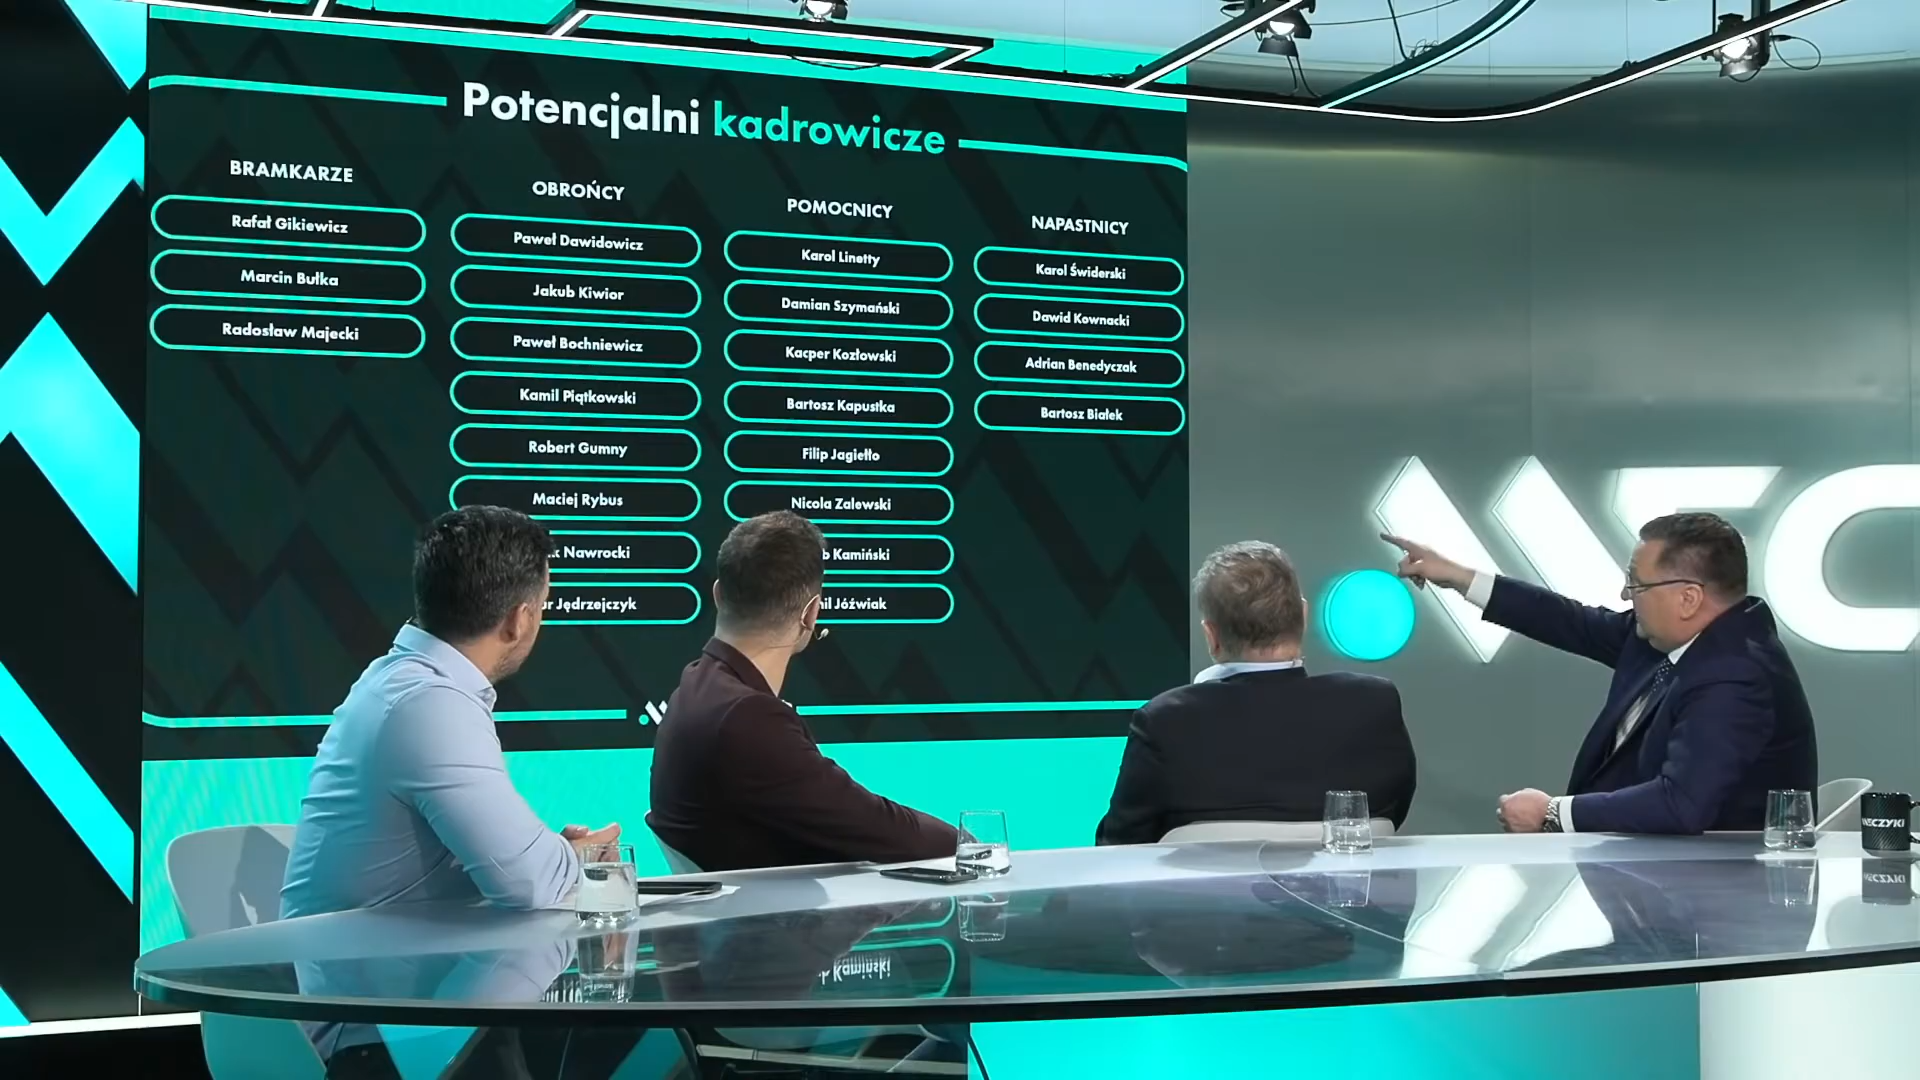 Potencjalni kadrowicze
BRAMKARZE
Rafał Gikiewicz
Marcin Bułka
Radosław Majecki
OBROŃCY
Paweł Dawidowicz
Jakub Kiwior
Paweł Bochniewicz
Kamil Piątkowski
Robert Gumny
Maciej Rybus
Nawrocki
Jędrzejczyk
POMOCNICY
Karol Linetty
Damian Szymański
Kacper Kozłowski
Bartosz Kapustka
Filip Jagiełło
Nicola Zalewski
Kamiński
Jóźwiak
NAPASTNICY
Karol Świderski
Dawid Kownacki
Adrian Benedyczak
Bartosz Białek
MECZYKI